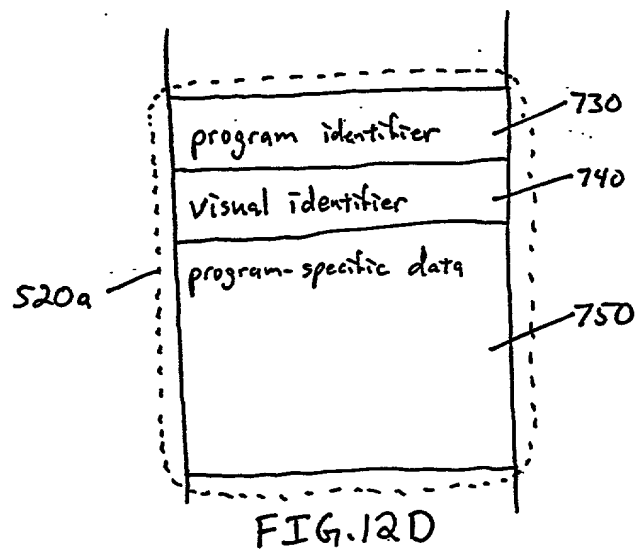 program identifier
730
visual identifier
740
program-specific data
520a
750
FIG.12D